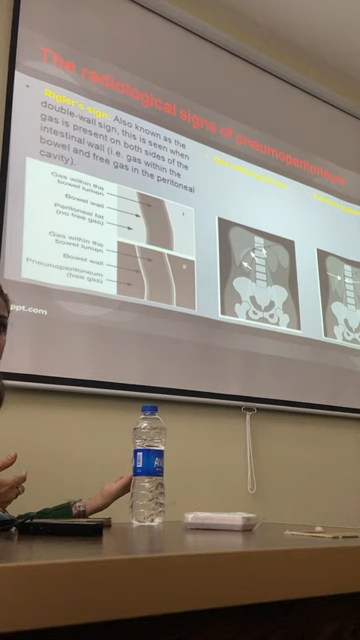 The radiological signs of pneumoperitoneum
• Rigler's sign: Also known as the
double-wall sign, this is seen when
gas is present on both sides of the
intestinal wall (i.e. gas within the
bowel and free gas in the peritoneal
cavity).
Gas within the
bowel lumen
Bowel wall
Peritoneal fat
(no free gas)
Gas within the
bowel lumen
Bowel wall
Pneumoperitoneum
(free gas)
ppt.com